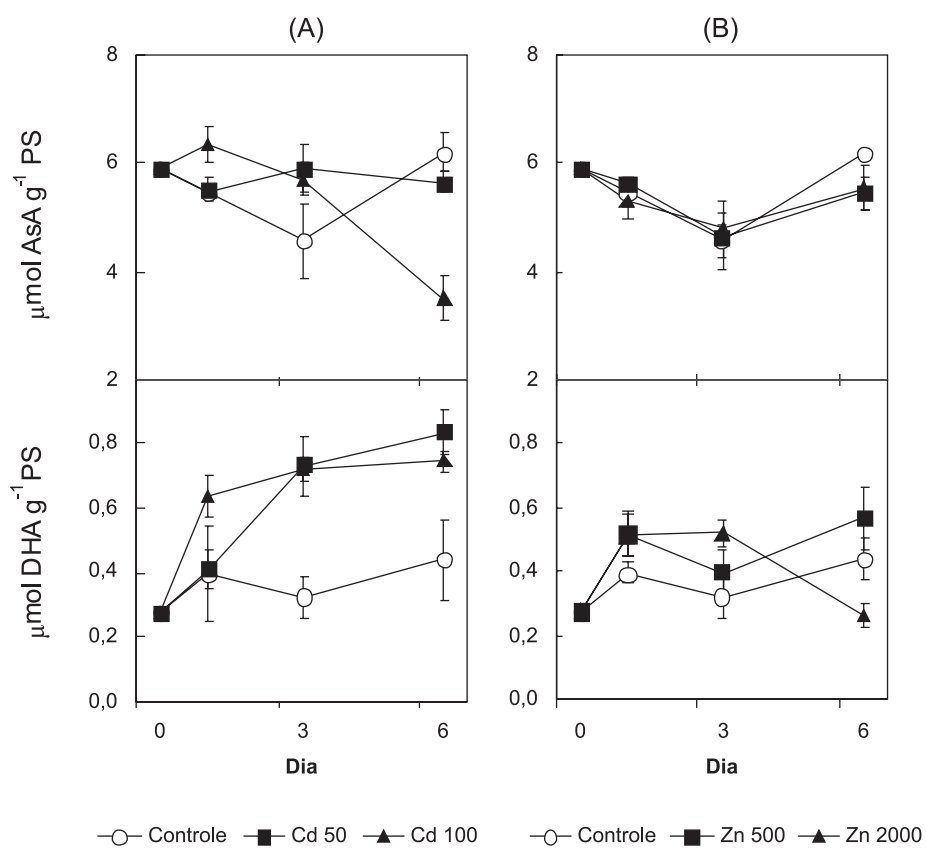 (A) (B)
8 8
6 6
4 4
2 2
μmol AsA g-1 PS
0,8 0,8
0,6 0,6
0,4 0,4
0,2 0,2
0,0 0,0
μmol DHA g-1 PS
0 3 6 0 3 6
Dia Dia
Controle Cd 50 Cd 100 Controle Zn 500 Zn 2000